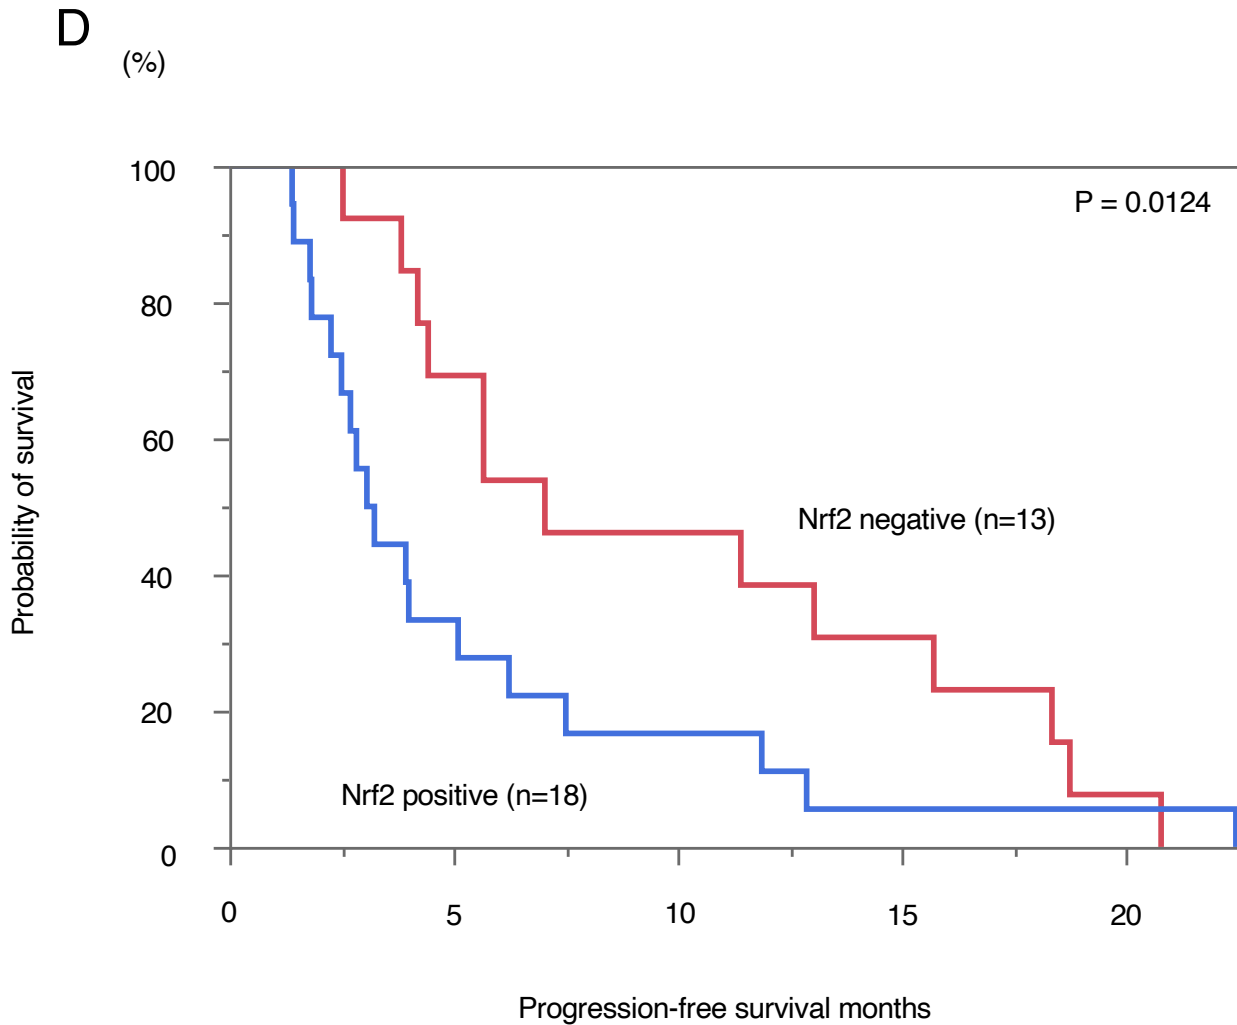 D
(%)
100
80
60
40
20
0
Probability of survival
P = 0.0124
Nrf2 negative (n=13)
Nrf2 positive (n=18)
0 5 10 15 20
Progression-free survival months